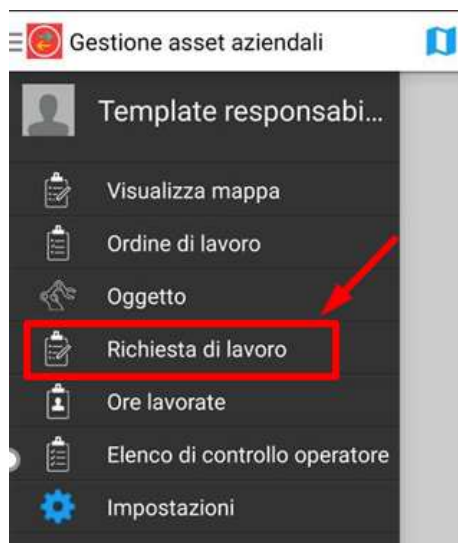 Gestione asset aziendali
Template responsabi...
Visualizza mappa
Ordine di lavoro
Oggetto
Richiesta di lavoro
Ore lavorate
Elenco di controllo operatore
Impostazioni